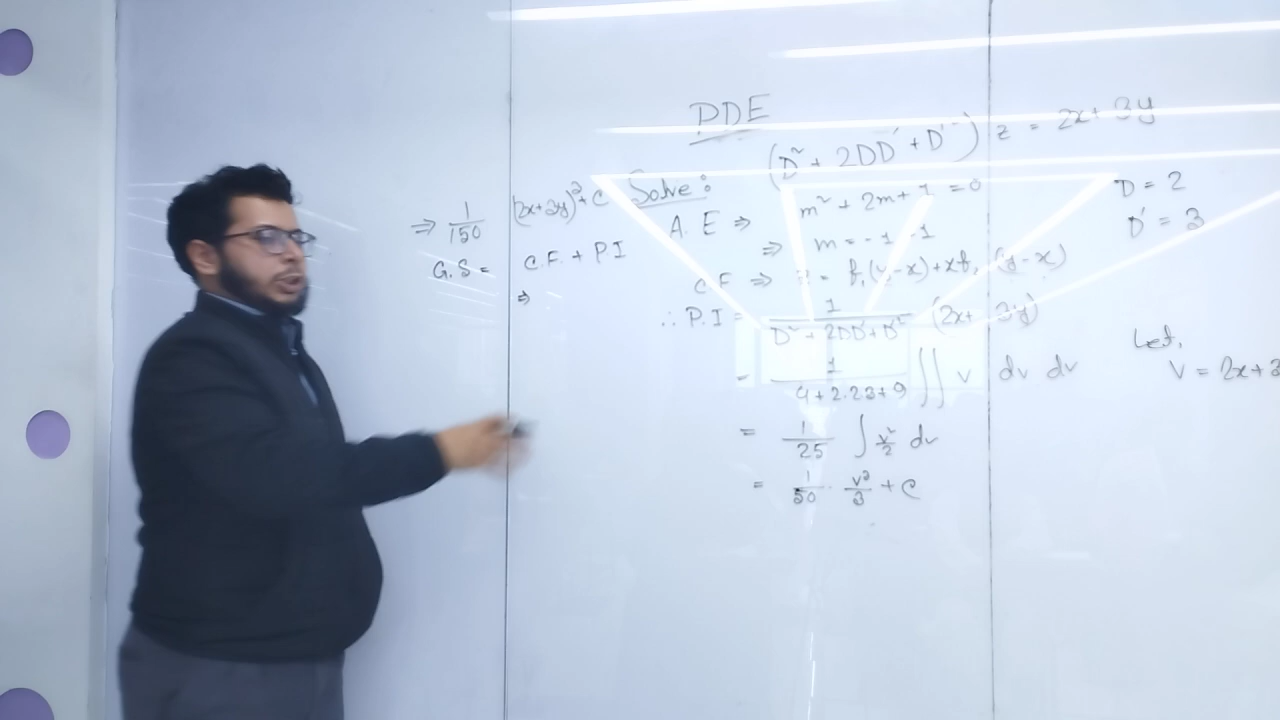 PDE
Solve : (D² + 2DD' + D'²) z = 2x + 3y
A.E ⇒ m² + 2m + 1 = 0
⇒ m = -1, -1
D = 2
D' = 3
C.F ⇒ = f₁(y-x) + xf₂ (y-x)
∴ P.I = 1/(D² + 2DD' + D'²) (2x + 3y)
Let,
V = 2x+3
= 1/(4+2.2.3+9) ∫∫ v dv dv
= 1/25 ∫ v²/2 dv
= 1/50 · v³/3 + C
⇒ 1/150 (2x+3y)³ + C
G.S = C.F. + P.I
⇒